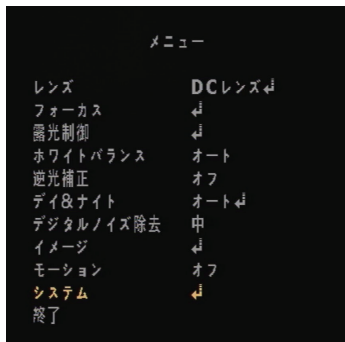 メニュー
レンズ DCレンズ↲
フォーカス ↲
露光制御 ↲
ホワイトバランス オート
逆光補正 オフ
デイ&ナイト オート↲
デジタルノイズ除去 中
イメージ ↲
モーション オフ
システム ↲
終了